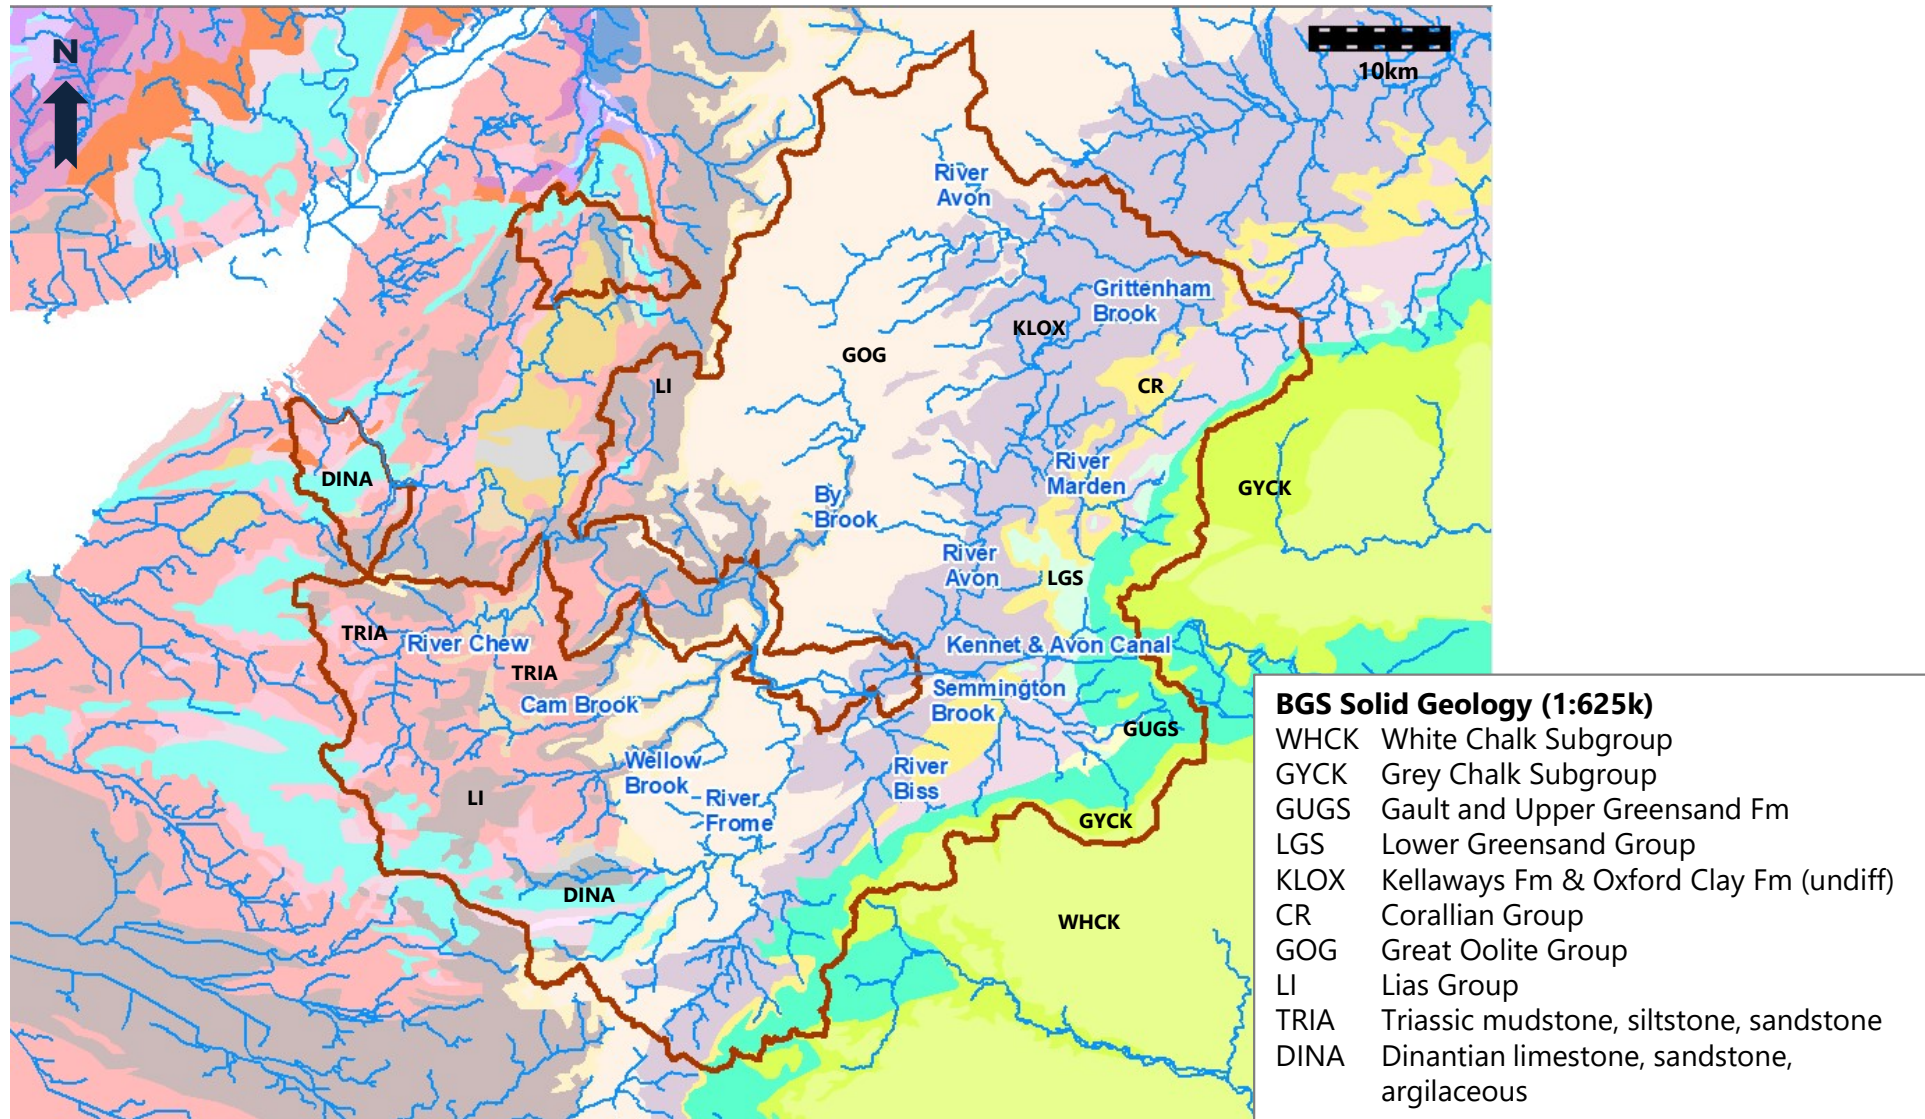 N
10km
River
Avon
Grittenham
Brook
KLOX
GOG
LI
CR
River
Marden
DINA
GYCK
By
Brook
River
Avon
LGS
TRIA
River Chew
Kennet & Avon Canal
TRIA
Cam Brook
Semmington
Brook
GUGS
Wellow
Brook
River
Biss
LI
River
Frome
GYCK
DINA
WHCK
BGS Solid Geology (1:625k)
WHCK White Chalk Subgroup
GYCK Grey Chalk Subgroup
GUGS Gault and Upper Greensand Fm
LGS Lower Greensand Group
KLOX Kellaways Fm & Oxford Clay Fm (undiff)
CR Corallian Group
GOG Great Oolite Group
LI Lias Group
TRIA Triassic mudstone, siltstone, sandstone
DINA Dinantian limestone, sandstone,
argilaceous